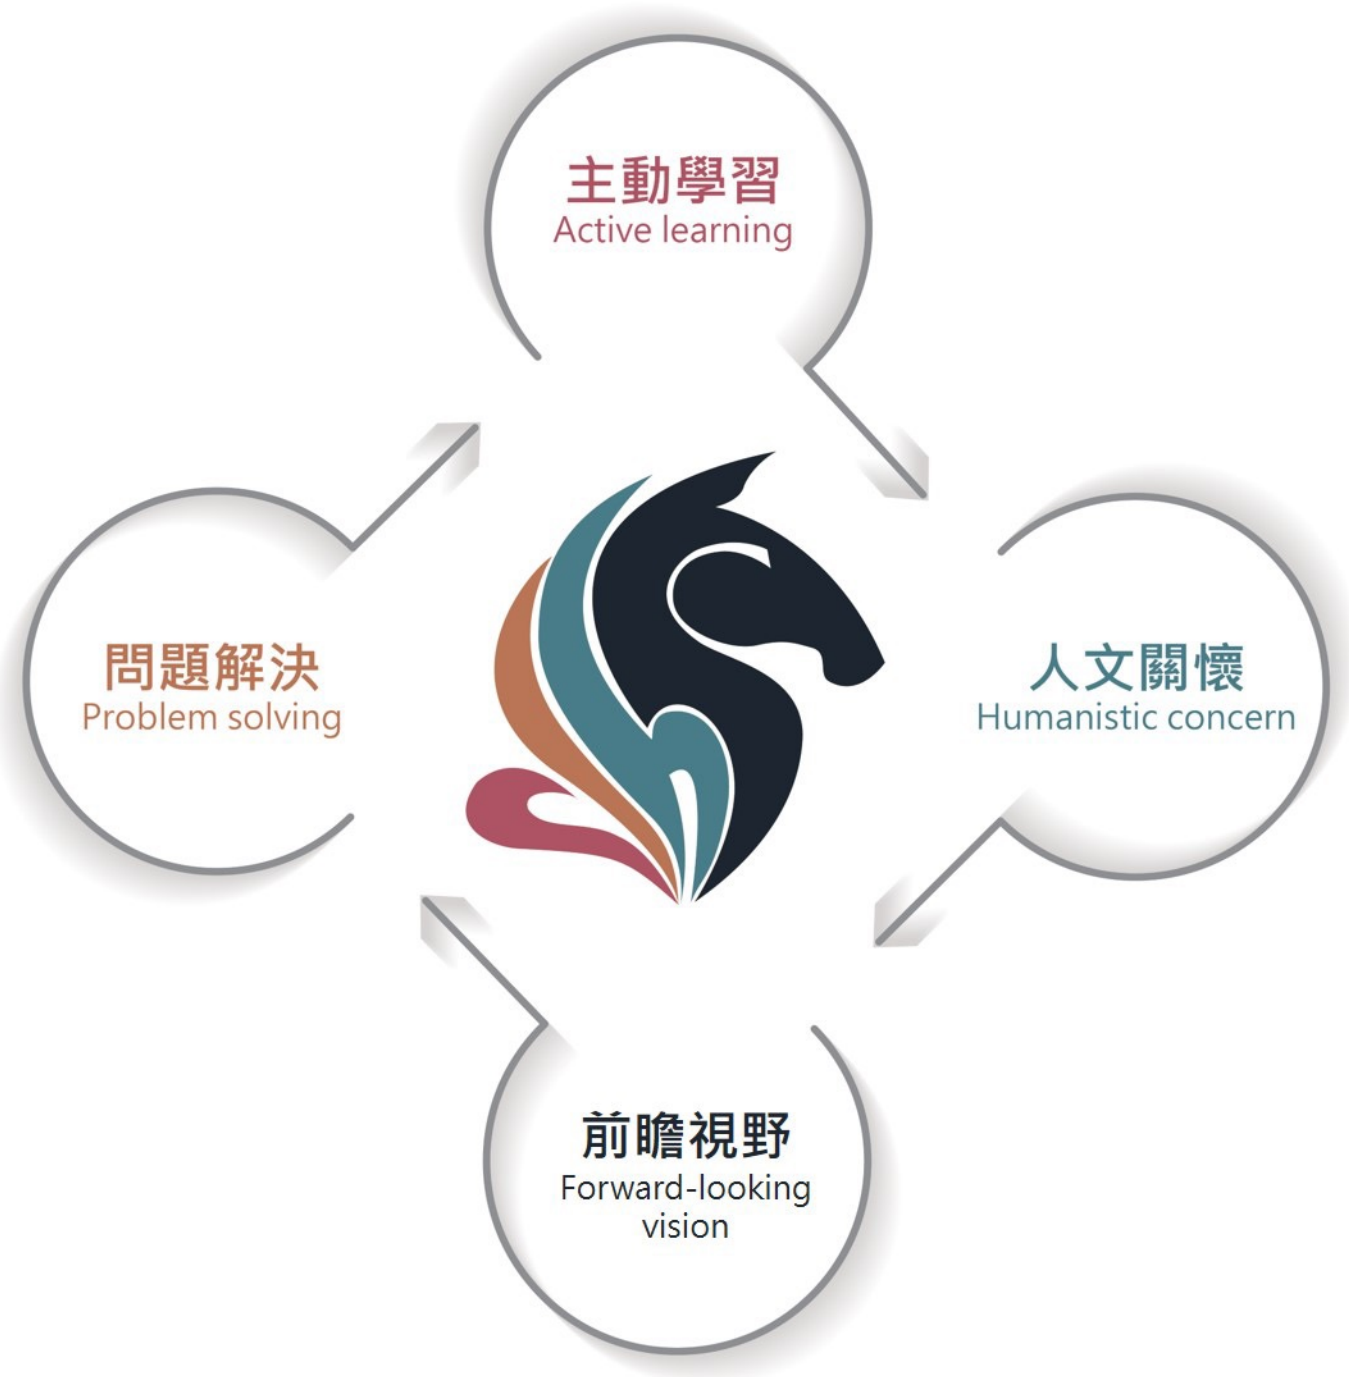 主動學習
Active learning
問題解決
Problem solving
人文關懷
Humanistic concern
前瞻視野
Forward-looking
vision